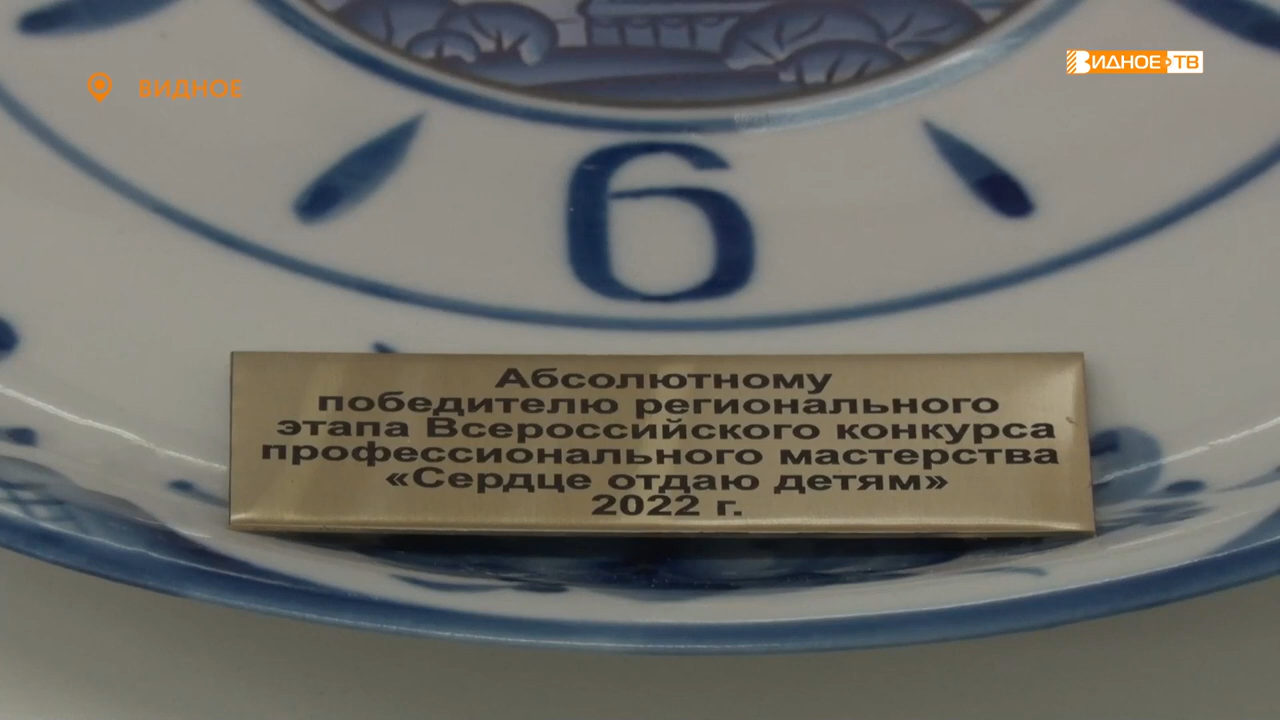 ВИДНОЕ
ВИДНОЕ ТВ
6
Абсолютному
победителю регионального
этапа Всероссийского конкурса
профессионального мастерства
«Сердце отдаю детям»
2022 г.